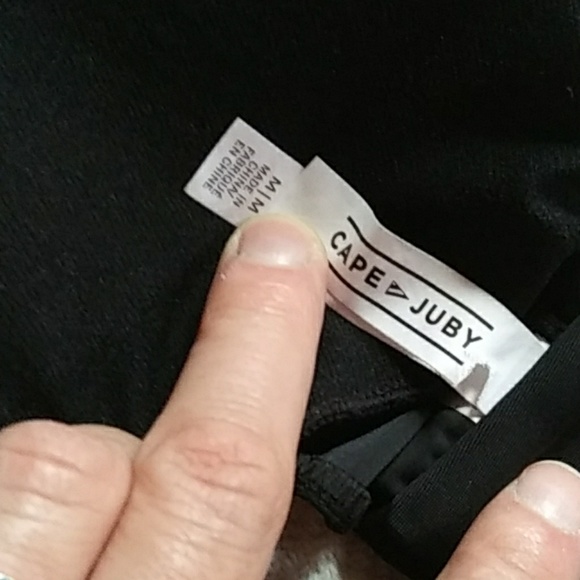 M | M
MADE IN
CHINA/
FABRIQUÉ
EN CHINE
CAPE JUBY